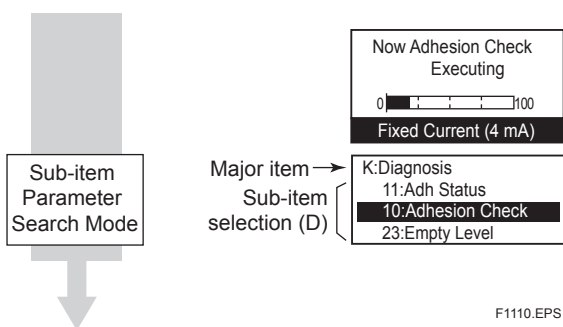 Now Adhesion Check
Executing
0 100
Fixed Current (4 mA)
Sub-item
Parameter
Search Mode
Major item
Sub-item
selection (D)
K:Diagnosis
11:Adh Status
10:Adhesion Check
23:Empty Level
F1110.EPS